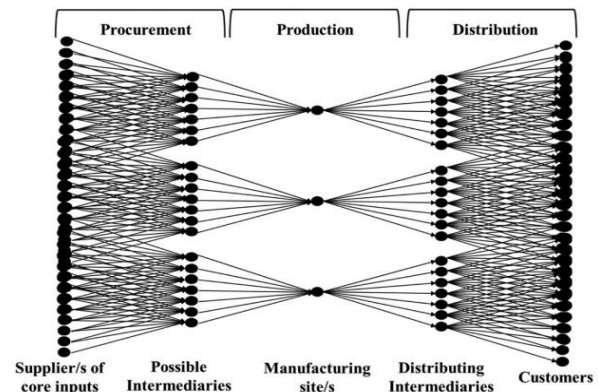 Procurement
Production
Distribution
Supplier/s of
core inputs
Possible
Intermediaries
Manufacturing
site/s
Distributing
Intermediaries
Customers